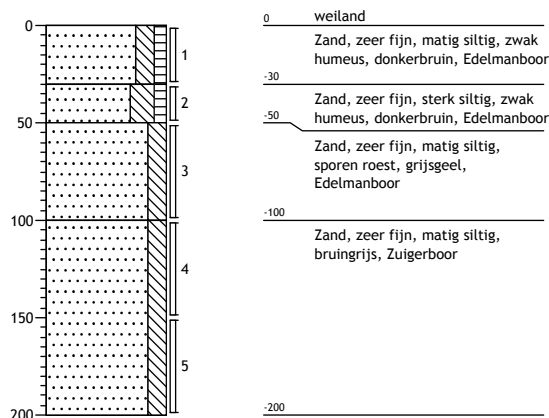 0
50
100
150
200
1
2
3
4
5
0 weiland
Zand, zeer fijn, matig siltig, zwak
humeus, donkerbruin, Edelmanboor
-30
Zand, zeer fijn, sterk siltig, zwak
humeus, donkerbruin, Edelmanboor
-50
Zand, zeer fijn, matig siltig,
sporen roest, grijsgeel,
Edelmanboor
-100
Zand, zeer fijn, matig siltig,
bruingrijs, Zuigerboor
-200